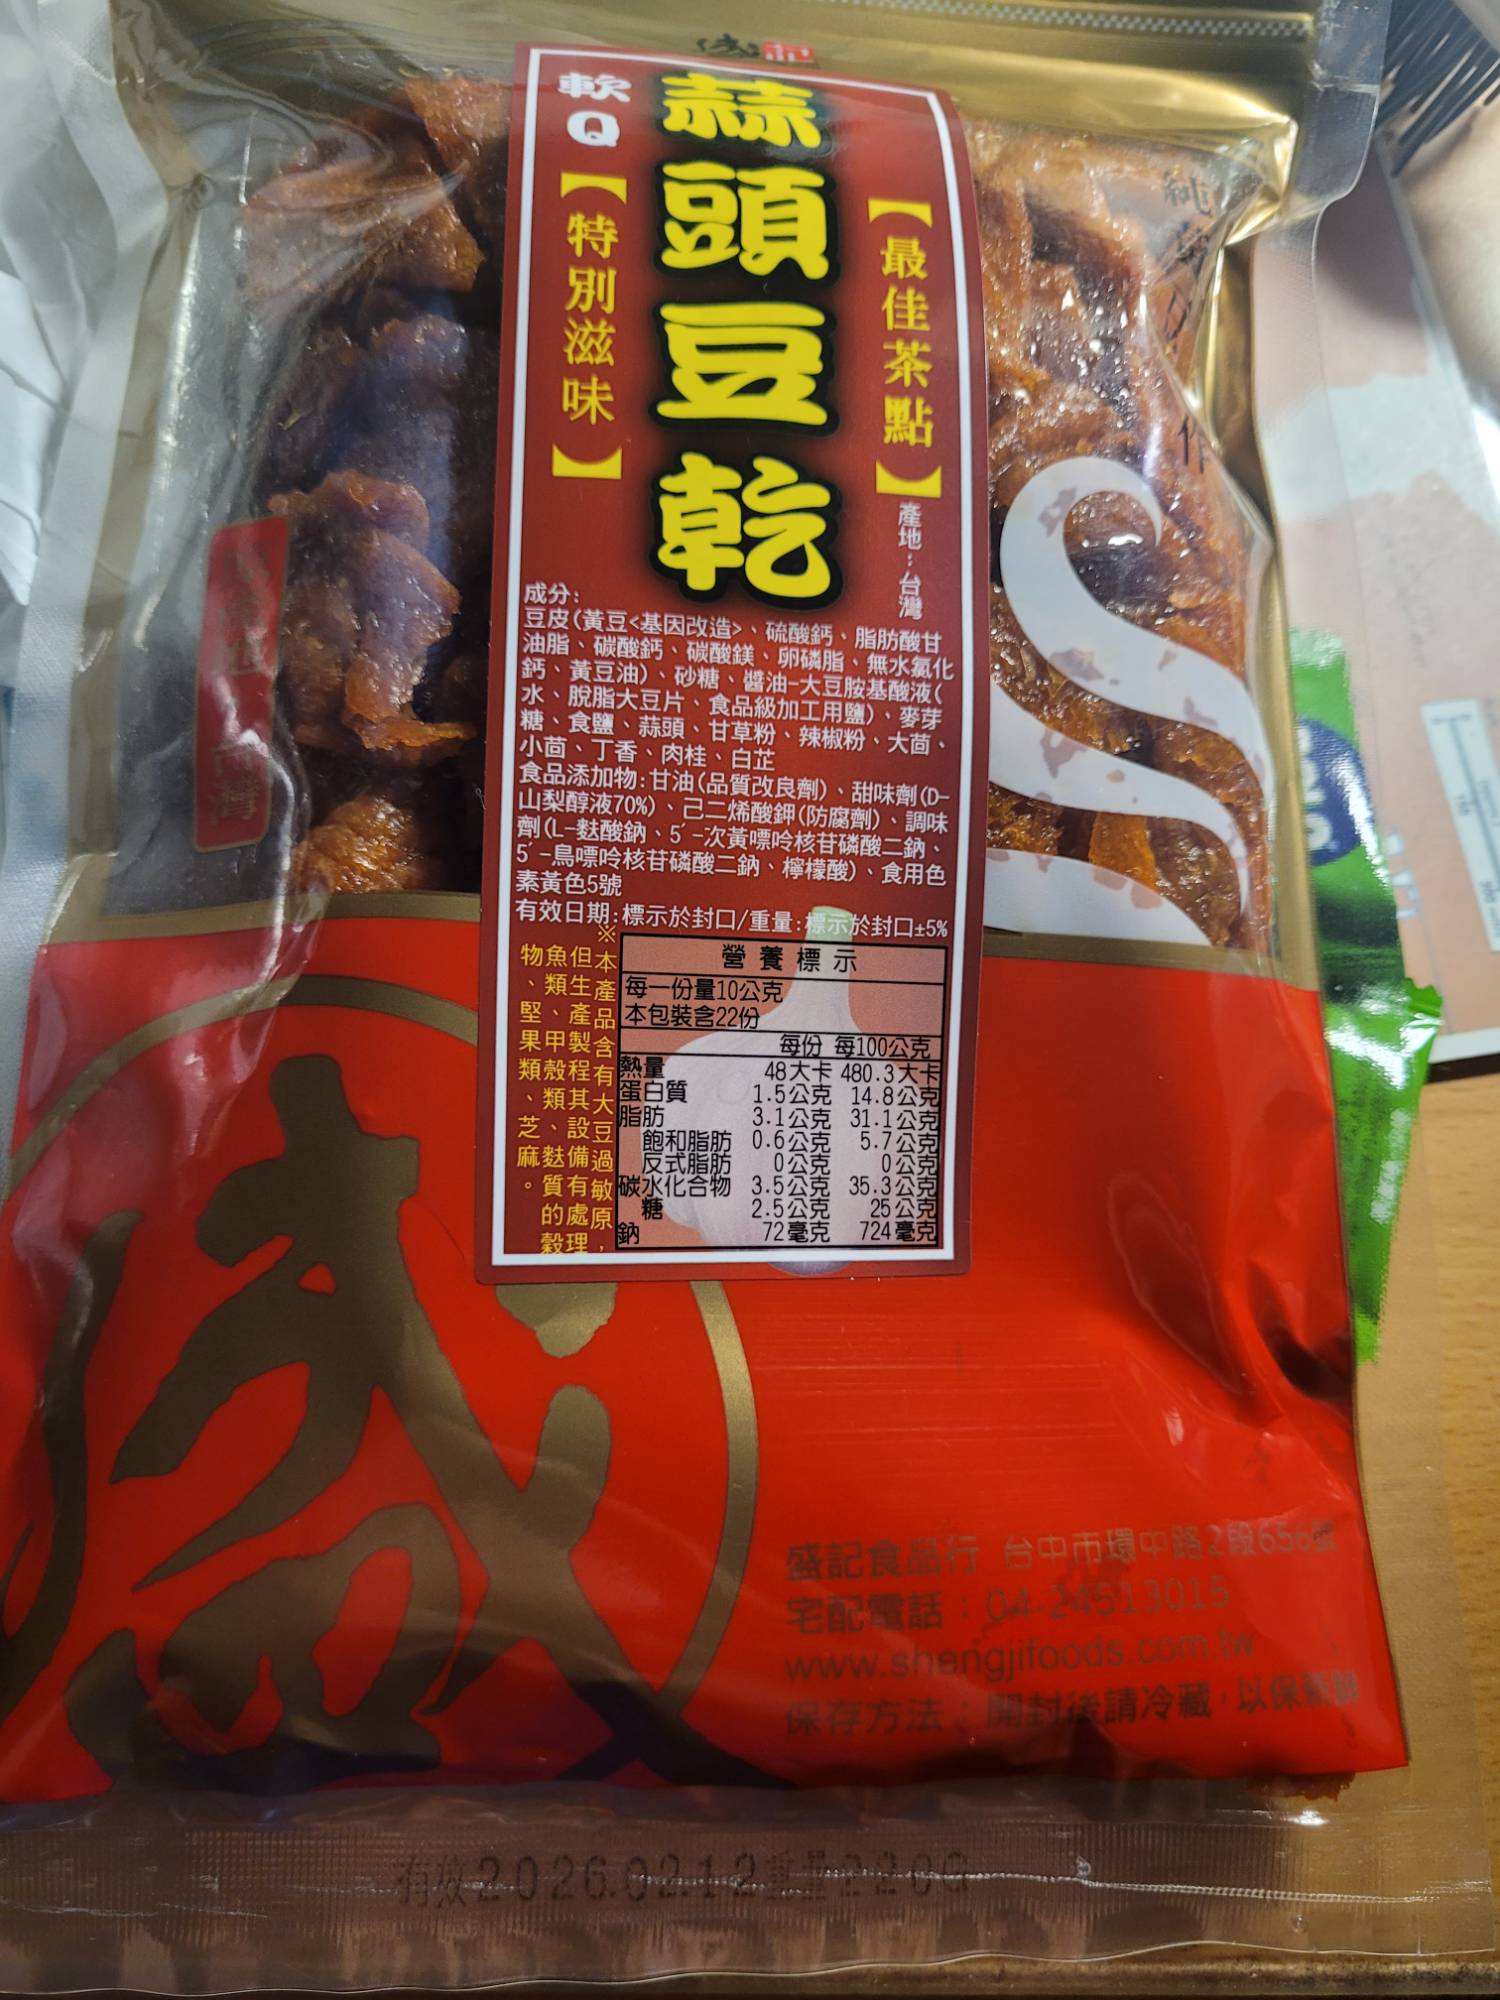 軟Q
蒜頭豆乾
【特別滋味】
【最佳茶點】
產地:台灣
成分:
豆皮(黃豆<基因改造>、硫酸鈣、脂肪酸甘
油脂、碳酸鈣、碳酸鎂、卵磷脂、無水氯化
鈣、黃豆油)、砂糖、醬油-大豆胺基酸液(
水、脫脂大豆片、食品級加工用鹽)、麥芽
糖、食鹽、蒜頭、甘草粉、辣椒粉、大茴、
小茴、丁香、肉桂、白芷
食品添加物:甘油(品質改良劑)、甜味劑(D-
山梨醇液70%)、己二烯酸鉀(防腐劑)、調味
劑(L-麩酸鈉、5'-次黃嘌呤核苷磷酸二鈉、
5'-鳥嘌呤核苷磷酸二鈉、檸檬酸)、食用色
素黃色5號
有效日期:標示於封口/重量:標示於封口±5%
※本產品含有大豆過敏原,
但生產製程其設備有處理
魚類、甲殼類、麩質的穀
物、堅果類、芝麻。
營養標示
每一份量10公克
本包裝含22份
每份 每100公克
熱量 48大卡 480.3大卡
蛋白質 1.5公克 14.8公克
脂肪 3.1公克 31.1公克
飽和脂肪 0.6公克 5.7公克
反式脂肪 0公克 0公克
碳水化合物 3.5公克 35.3公克
糖 2.5公克 25公克
鈉 72毫克 724毫克
盛
盛記食品行 台中市環中路2段656號
宅配電話:04-24513015
www.shengjifoods.com.tw
保存方法:開封後請冷藏,以保新鮮
有效2026.02.12重量220G